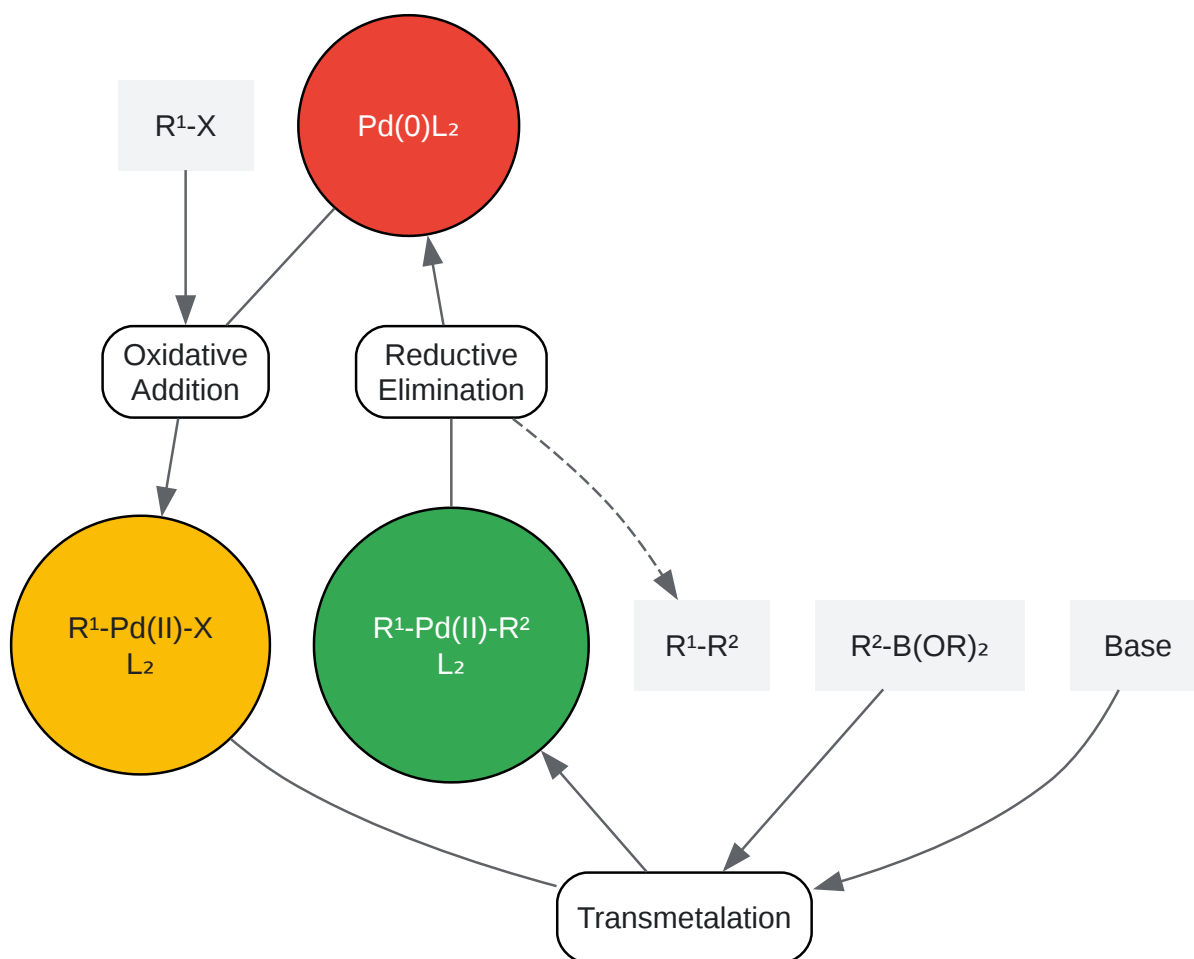 R¹-X
Pd(0)L₂
Oxidative
Addition
Reductive
Elimination
R¹-Pd(II)-X
L₂
R¹-Pd(II)-R²
L₂
R¹-R²
R²-B(OR)₂
Base
Transmetalation